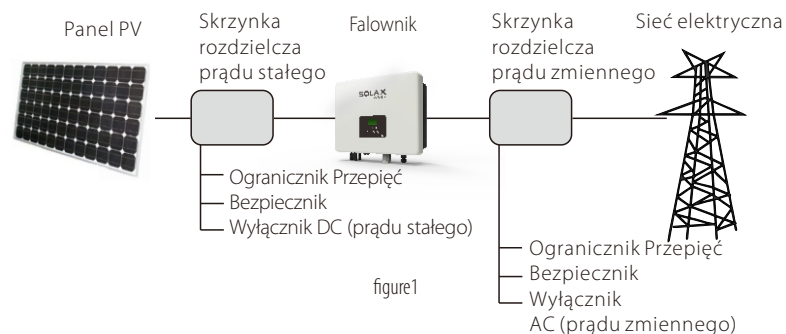 Panel PV
Skrzynka
rozdzielcza
prądu stałego
Falownik
Skrzynka
rozdzielcza
prądu zmiennego
Sieć elektryczna
SOLAX
Ogranicznik Przepięć
Bezpiecznik
Wyłącznik DC (prądu stałego)
figure1
Ogranicznik Przepięć
Bezpiecznik
Wyłącznik
AC (prądu zmiennego)